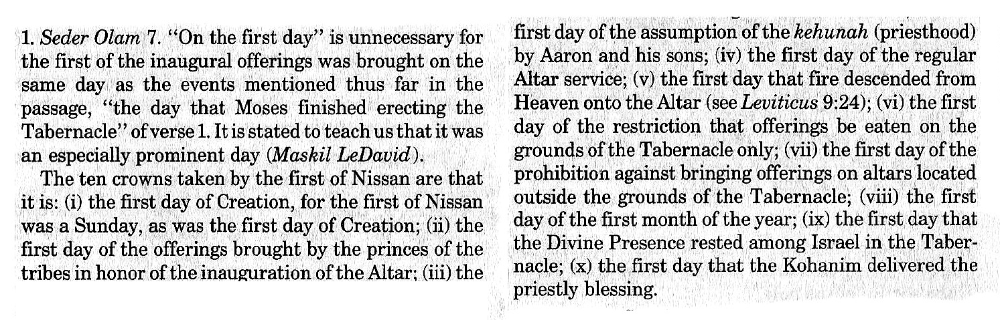 1. Seder Olam 7. “On the first day” is unnecessary for
the first of the inaugural offerings was brought on the
same day as the events mentioned thus far in the
passage, “the day that Moses finished erecting the
Tabernacle” of verse 1. It is stated to teach us that it was
an especially prominent day (Maskil LeDavid).
The ten crowns taken by the first of Nissan are that
it is: (i) the first day of Creation, for the first of Nissan
was a Sunday, as was the first day of Creation; (ii) the
first day of the offerings brought by the princes of the
tribes in honor of the inauguration of the Altar; (iii) the
first day of the assumption of the kehunah (priesthood)
by Aaron and his sons; (iv) the first day of the regular
Altar service; (v) the first day that fire descended from
Heaven onto the Altar (see Leviticus 9:24); (vi) the first
day of the restriction that offerings be eaten on the
grounds of the Tabernacle only; (vii) the first day of the
prohibition against bringing offerings on altars located
outside the grounds of the Tabernacle; (viii) the first
day of the first month of the year; (ix) the first day that
the Divine Presence rested among Israel in the Taber-
nacle; (x) the first day that the Kohanim delivered the
priestly blessing.